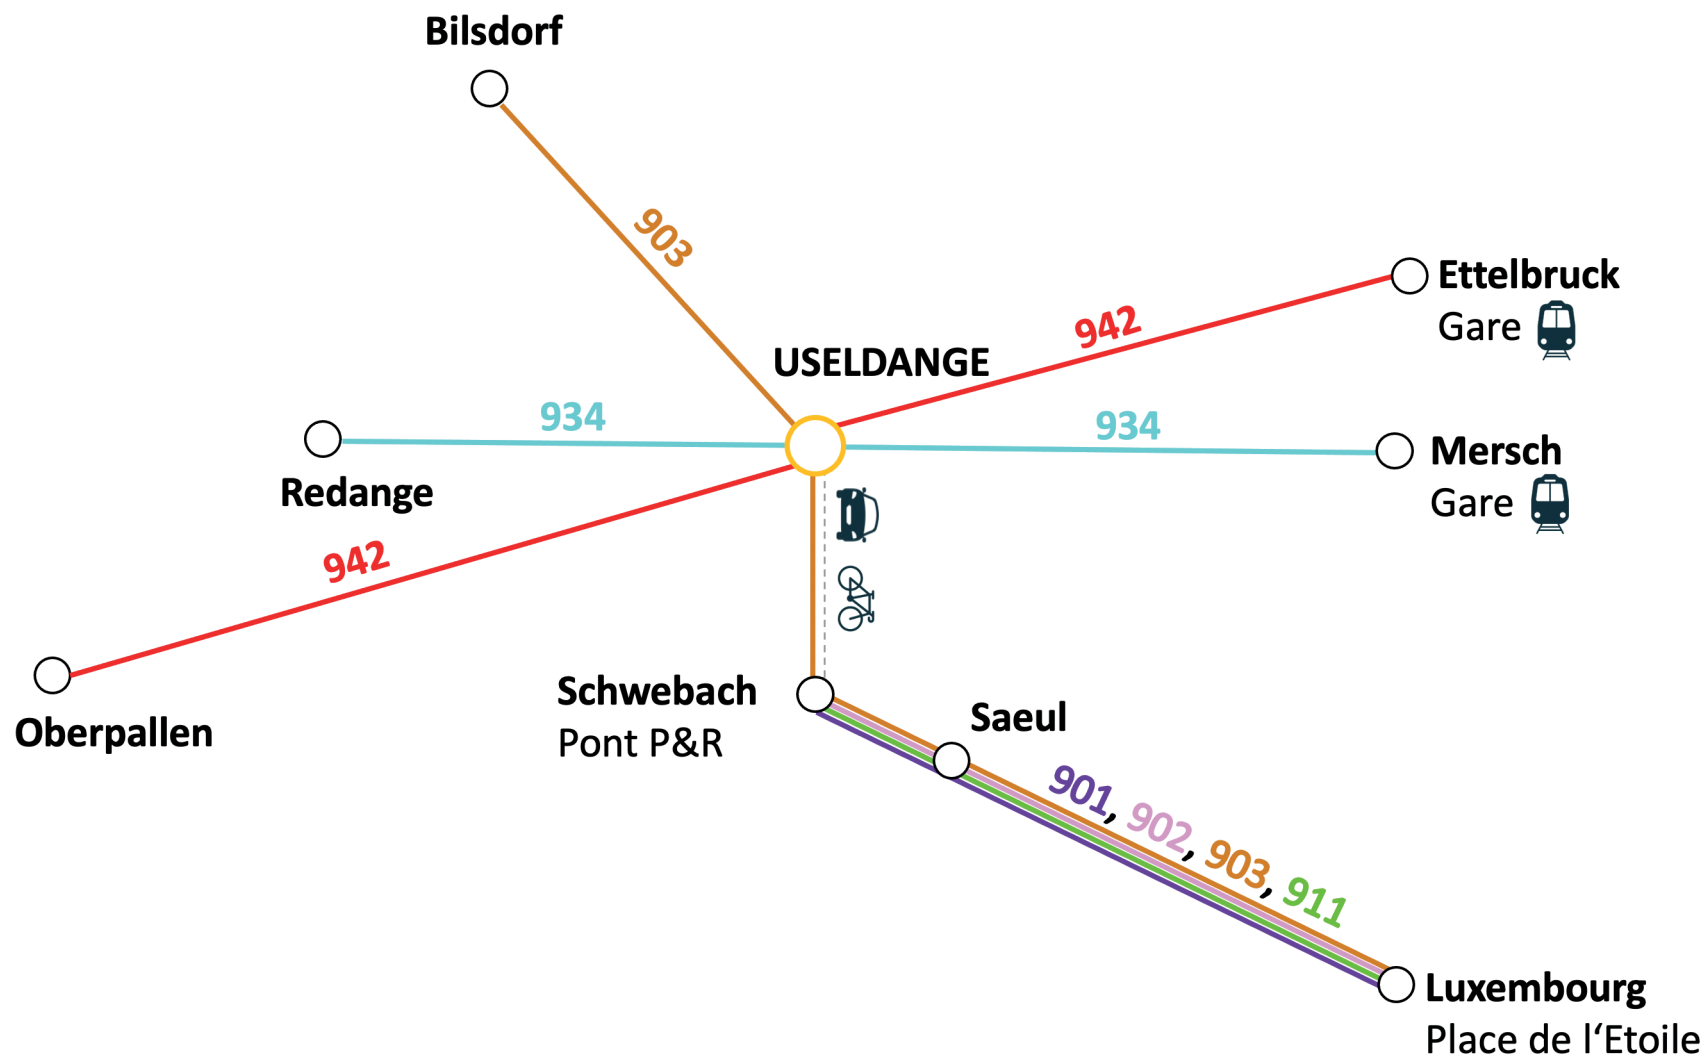 Bilsdorf
903
Ettelbruck
Gare
942
USELDANGE
934
934
Mersch
Gare
Redange
942
Schwebach
Pont P&R
Saeul
Oberpallen
901, 902, 903, 911
Luxembourg
Place de l‘Etoile